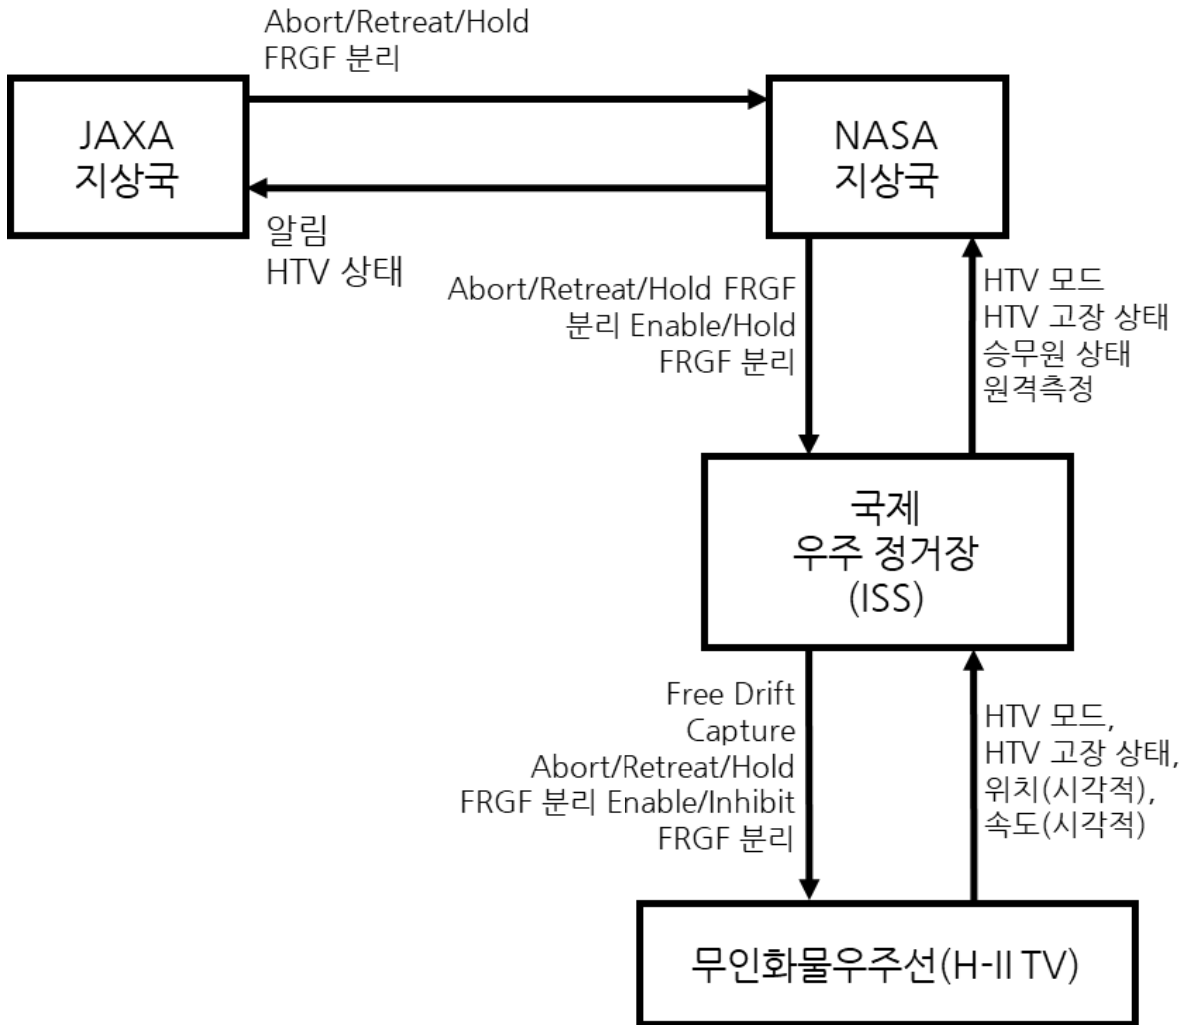 Abort/Retreat/Hold
FRGF 분리
JAXA
지상국
NASA
지상국
알림
HTV 상태
Abort/Retreat/Hold FRGF
분리 Enable/Hold
FRGF 분리
HTV 모드
HTV 고장 상태
승무원 상태
원격측정
국제
우주 정거장
(ISS)
Free Drift
Capture
Abort/Retreat/Hold
FRGF 분리 Enable/Inhibit
FRGF 분리
HTV 모드,
HTV 고장 상태,
위치(시각적),
속도(시각적)
무인화물우주선(H-II TV)